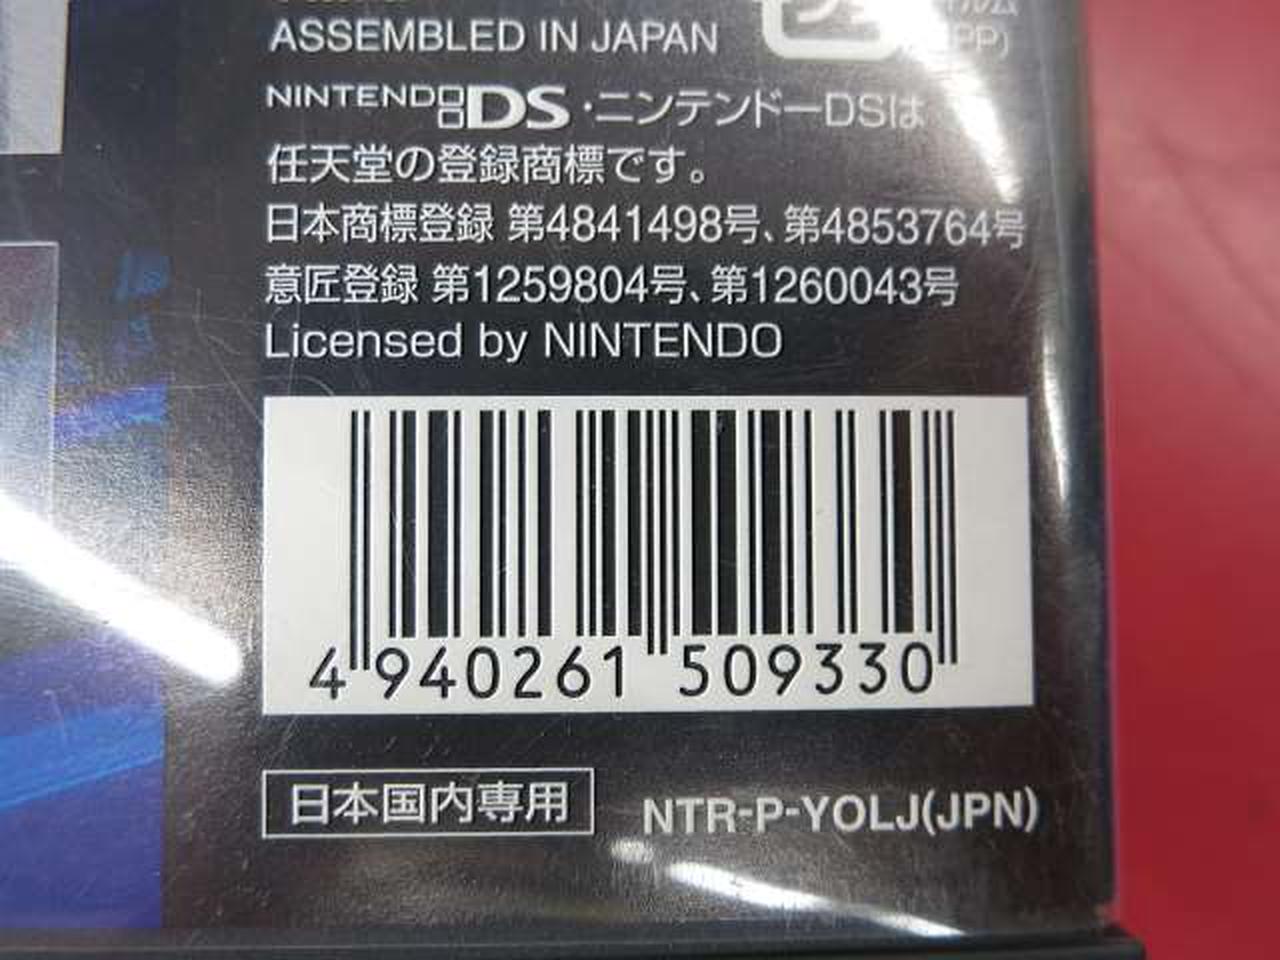 ASSEMBLED IN JAPAN
NINTENDO DS・ニンテンドーDSは
任天堂の登録商標です。
日本商標登録 第4841498号、第4853764号
意匠登録 第1259804号、第1260043号
Licensed by NINTENDO
4 940261 509330
日本国内専用
NTR-P-YOLJ(JPN)